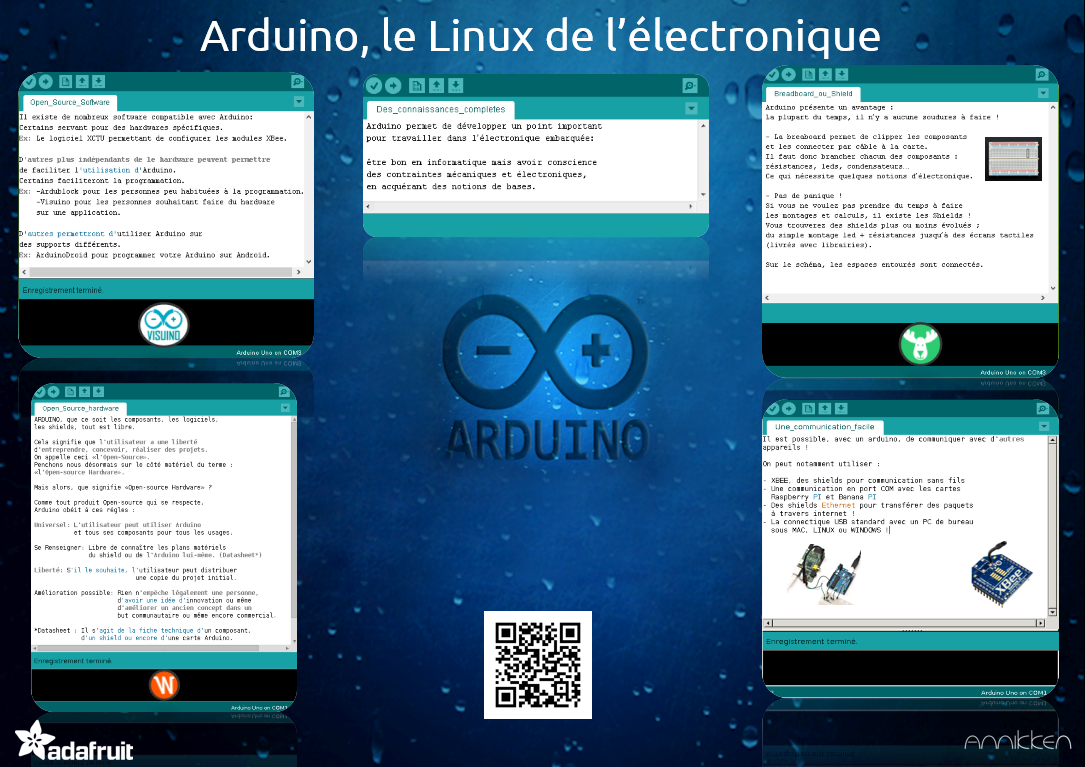 Arduino, le Linux de l'électronique
Open_Source_Software
Il existe de nombreux software compatible avec Arduino:
Certains servant pour des hardwares spécifiques.
Ex: Le logiciel XCTU permettant de configurer les modules XBee.
D'autres plus indépendants de le hardware peuvent permettre
de faciliter l'utilisation d'Arduino.
Certains faciliteront la programmation.
Ex: -Ardublock pour les personnes peu habituées à la programmation.
-Visuino pour les personnes souhaitant faire du hardware
sur une application.
D'autres permettront d'utiliser Arduino sur
des supports différents.
Ex: ArduinoDroid pour programmer votre Arduino sur Android.
Enregistrement terminé.
VISUINO
Arduino Uno on COM3
Des_connaissances_completes
Arduino permet de développer un point important
pour travailler dans l'électronique embarquée:
être bon en informatique mais avoir conscience
des contraintes mécaniques et électroniques,
en acquérant des notions de bases.
ARDUINO
Breadboard_ou_Shield
Arduino présente un avantage :
La plupart du temps, il n'y a aucune soudures à faire !
- La breaboard permet de clipper les composants
et les connecter par câble à la carte.
Il faut donc brancher chacun des composants :
résistances, leds, condensateurs...
Ce qui nécessite quelques notions d'électronique.
- Pas de panique !
Si vous ne voulez pas prendre du temps à faire
les montages et calculs, il existe les Shields !
Vous trouverez des shields plus ou moins évolués ;
du simple montage led + résistances jusqu'à des écrans tactiles
(livrés avec librairies).
Sur le schéma, les espaces entourés sont connectés.
Arduino Uno on COM3
Open_Source_hardware
ARDUINO, que ce soit les composants, les logiciels,
les shields, tout est libre.
Cela signifie que l'utilisateur a une liberté
d'entreprendre, concevoir, réaliser des projets.
On appelle ceci «l'Open-Source».
Penchons nous désormais sur le côté matériel du terme :
«l'Open-source Hardware».
Mais alors, que signifie «Open-source Hardware» ?
Comme tout produit Open-source qui se respecte,
Arduino obéit à ces règles :
Universel: L'utilisateur peut utiliser Arduino
et tous ses composants pour tous les usages.
Se Renseigner: Libre de connaître les plans matériels
du shield ou de l'Arduino lui-même. (Datasheet*)
Liberté: S'il le souhaite, l'utilisateur peut distribuer
une copie du projet initial.
Amélioration possible: Rien n'empêche légalement une personne,
d'avoir une idée d'innovation ou même
d'améliorer un ancien concept dans un
but communautaire ou même encore commercial.
*Datasheet : Il s'agit de la fiche technique d'un composant,
d'un shield ou encore d'une carte Arduino.
Enregistrement terminé.
W
Arduino Uno on COM1
Une_communication_facile
Il est possible, avec un arduino, de communiquer avec d'autres
appareils !
On peut notamment utiliser :
- XBEE, des shields pour communication sans fils
- Une communication en port COM avec les cartes
Raspberry PI et Banana PI
- Des shields Ethernet pour transférer des paquets
à travers internet !
- La connectique USB standard avec un PC de bureau
sous MAC, LINUX ou WINDOWS !
XBee
Enregistrement terminé.
Arduino Uno on COM1
adafruit
Annikken